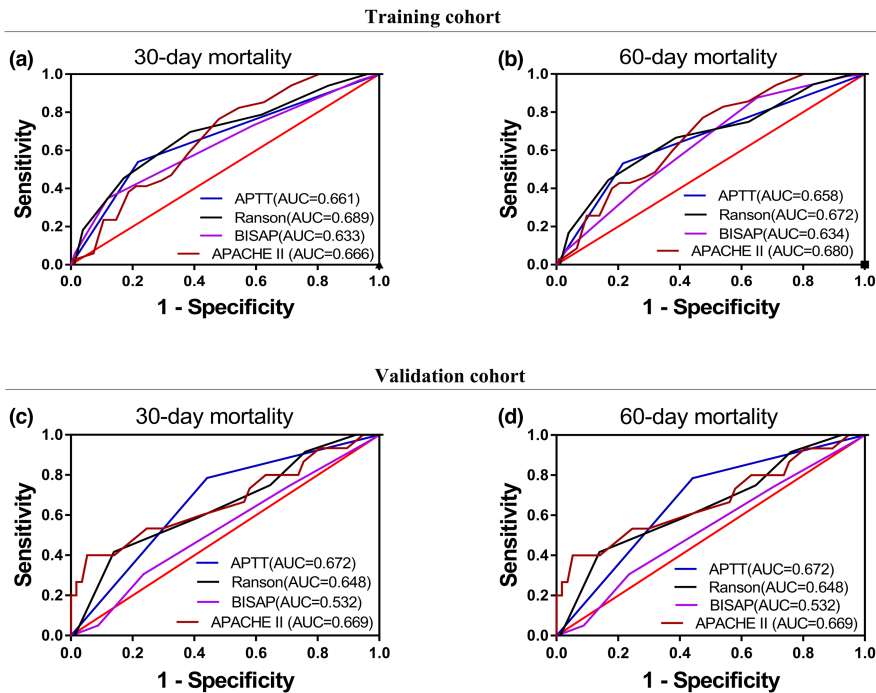 Training cohort
(a) 30-day mortality
1.0
0.8
0.6
0.4
0.2
0.0
Sensitivity
APTT(AUC=0.661)
Ranson(AUC=0.689)
BISAP(AUC=0.633)
APACHE II (AUC=0.666)
0.0 0.2 0.4 0.6 0.8 1.0
1 - Specificity
(b) 60-day mortality
1.0
0.8
0.6
0.4
0.2
0.0
Sensitivity
APTT(AUC=0.658)
Ranson(AUC=0.672)
BISAP(AUC=0.634)
APACHE II (AUC=0.680)
0.0 0.2 0.4 0.6 0.8 1.0
1 - Specificity
Validation cohort
(c) 30-day mortality
1.0
0.8
0.6
0.4
0.2
0.0
Sensitivity
APTT(AUC=0.672)
Ranson(AUC=0.648)
BISAP(AUC=0.532)
APACHE II (AUC=0.669)
0.0 0.2 0.4 0.6 0.8 1.0
1 - Specificity
(d) 60-day mortality
1.0
0.8
0.6
0.4
0.2
0.0
Sensitivity
APTT(AUC=0.672)
Ranson(AUC=0.648)
BISAP(AUC=0.532)
APACHE II (AUC=0.669)
0.0 0.2 0.4 0.6 0.8 1.0
1 - Specificity